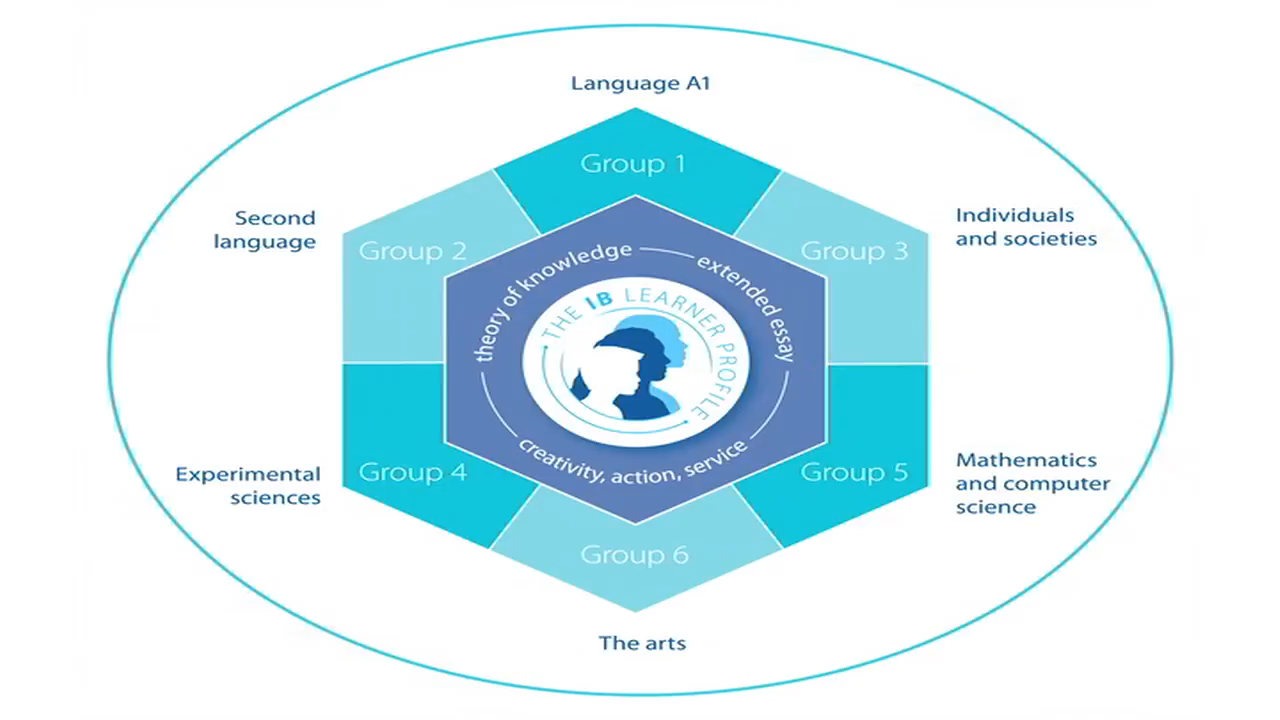 Language A1
Group 1
Second
language
Group 2
Group 3
Individuals
and societies
theory of knowledge
extended essay
THE IB LEARNER PROFILE
creativity, action, service
Experimental
sciences
Group 4
Group 5
Mathematics
and computer
science
Group 6
The arts